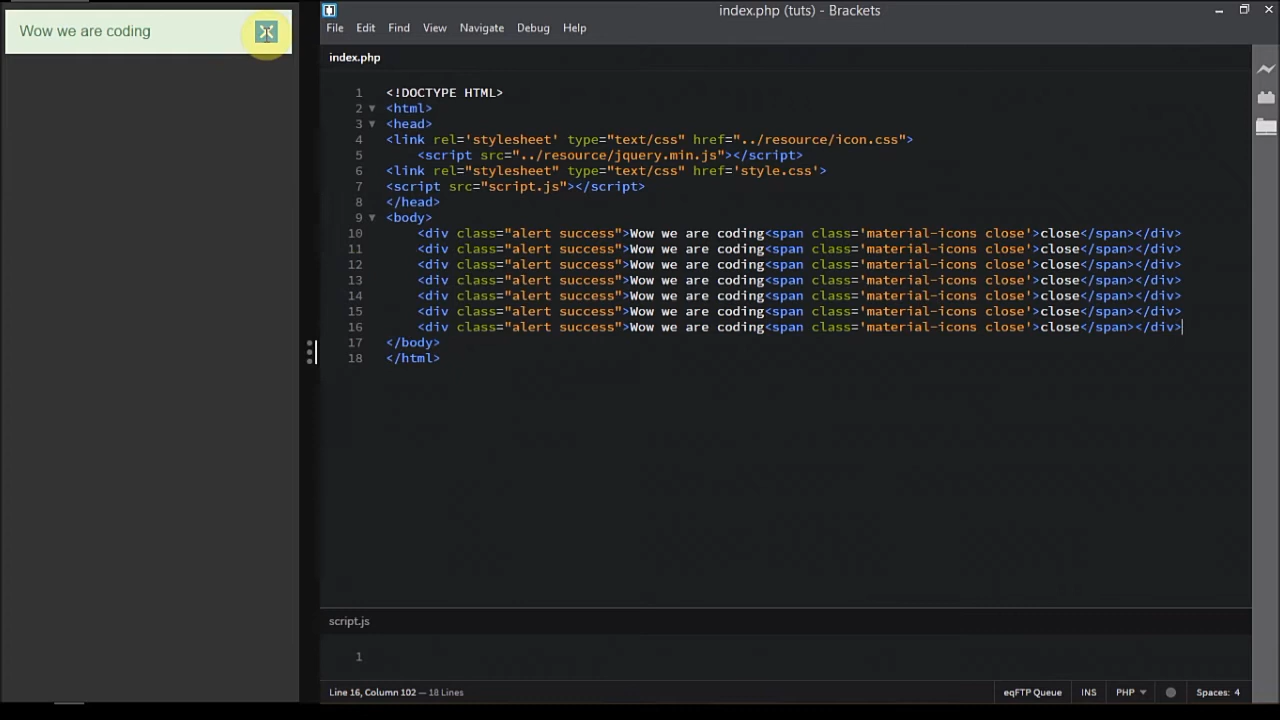 index.php (tuts) - Brackets
File Edit Find View Navigate Debug Help
Wow we are coding
index.php
1 <!DOCTYPE HTML>
2 <html>
3 <head>
4 <link rel='stylesheet' type="text/css" href="../resource/icon.css">
5 <script src="../resource/jquery.min.js"></script>
6 <link rel="stylesheet" type="text/css" href='style.css'>
7 <script src="script.js"></script>
8 </head>
9 <body>
10 <div class="alert success">Wow we are coding<span class='material-icons close'>close</span></div>
11 <div class="alert success">Wow we are coding<span class='material-icons close'>close</span></div>
12 <div class="alert success">Wow we are coding<span class='material-icons close'>close</span></div>
13 <div class="alert success">Wow we are coding<span class='material-icons close'>close</span></div>
14 <div class="alert success">Wow we are coding<span class='material-icons close'>close</span></div>
15 <div class="alert success">Wow we are coding<span class='material-icons close'>close</span></div>
16 <div class="alert success">Wow we are coding<span class='material-icons close'>close</span></div>
17 </body>
18 </html>
script.js
1
Line 16, Column 102 — 18 Lines eqFTP Queue INS PHP Spaces: 4